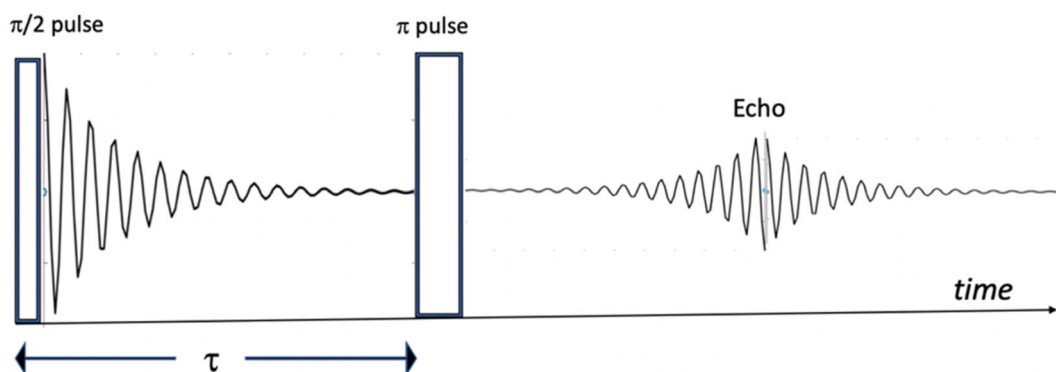 π/2 pulse
π pulse
Echo
time
τ